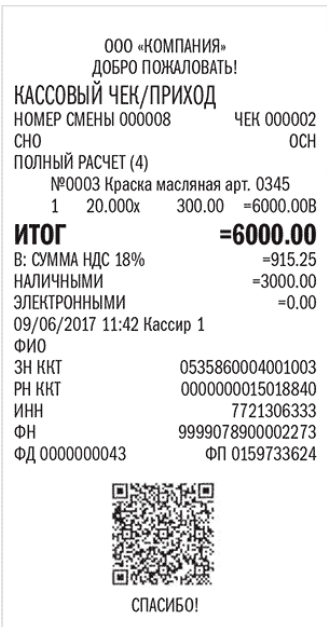 ООО «КОМПАНИЯ»
ДОБРО ПОЖАЛОВАТЬ!
КАССОВЫЙ ЧЕК/ПРИХОД
НОМЕР СМЕНЫ 000008 ЧЕК 000002
СНО ОСН
ПОЛНЫЙ РАСЧЕТ (4)
№0003 Краска масляная арт. 0345
1 20.000х 300.00 =6000.00В
ИТОГ =6000.00
В: СУММА НДС 18% =915.25
НАЛИЧНЫМИ =3000.00
ЭЛЕКТРОННЫМИ =0.00
09/06/2017 11:42 Кассир 1
ФИО
ЗН ККТ 0535860004001003
РН ККТ 0000000015018840
ИНН 7721306333
ФН 9999078900002273
ФД 0000000043 ФП 0159733624
СПАСИБО!